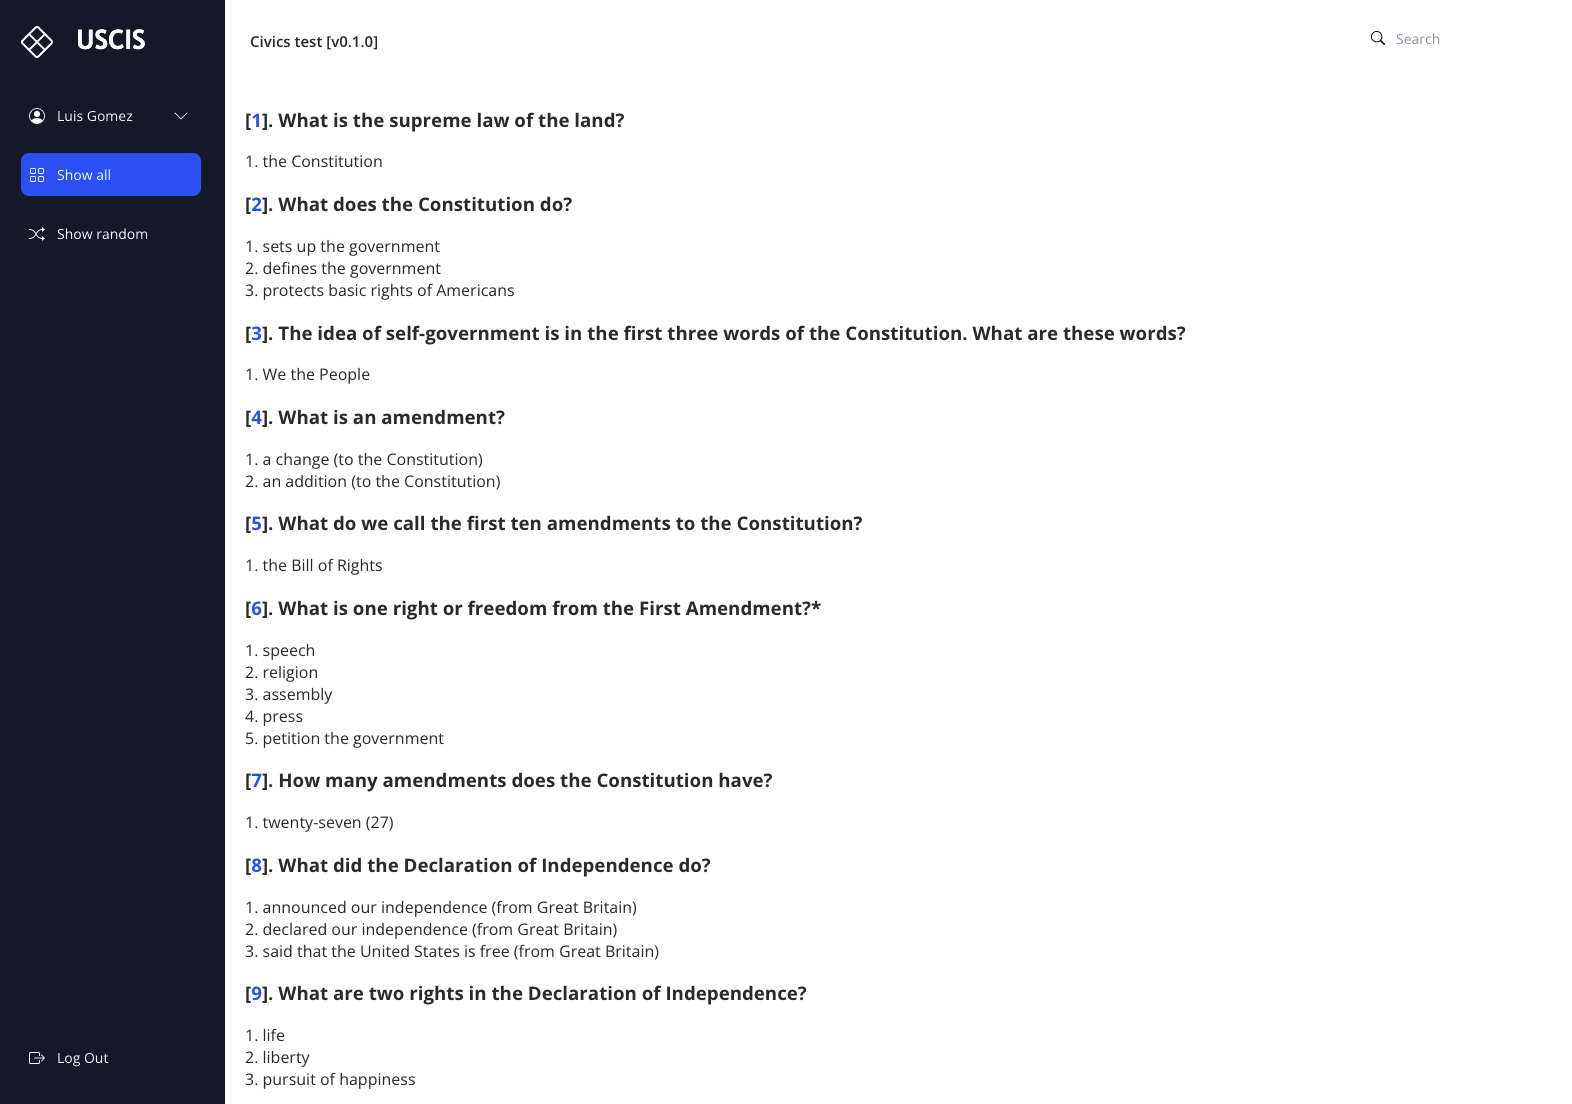 USCIS
Luis Gomez
Show all
Show random
Log Out
Civics test [v0.1.0]
Search
[1]. What is the supreme law of the land?
1. the Constitution
[2]. What does the Constitution do?
1. sets up the government
2. defines the government
3. protects basic rights of Americans
[3]. The idea of self-government is in the first three words of the Constitution. What are these words?
1. We the People
[4]. What is an amendment?
1. a change (to the Constitution)
2. an addition (to the Constitution)
[5]. What do we call the first ten amendments to the Constitution?
1. the Bill of Rights
[6]. What is one right or freedom from the First Amendment?*
1. speech
2. religion
3. assembly
4. press
5. petition the government
[7]. How many amendments does the Constitution have?
1. twenty-seven (27)
[8]. What did the Declaration of Independence do?
1. announced our independence (from Great Britain)
2. declared our independence (from Great Britain)
3. said that the United States is free (from Great Britain)
[9]. What are two rights in the Declaration of Independence?
1. life
2. liberty
3. pursuit of happiness